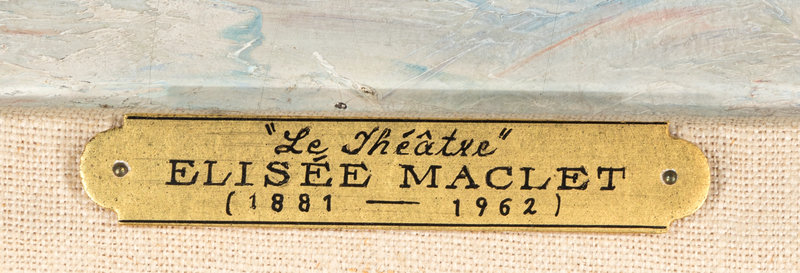 "Le Théâtre"
ELISÉE MACLET
(1881 — 1962)